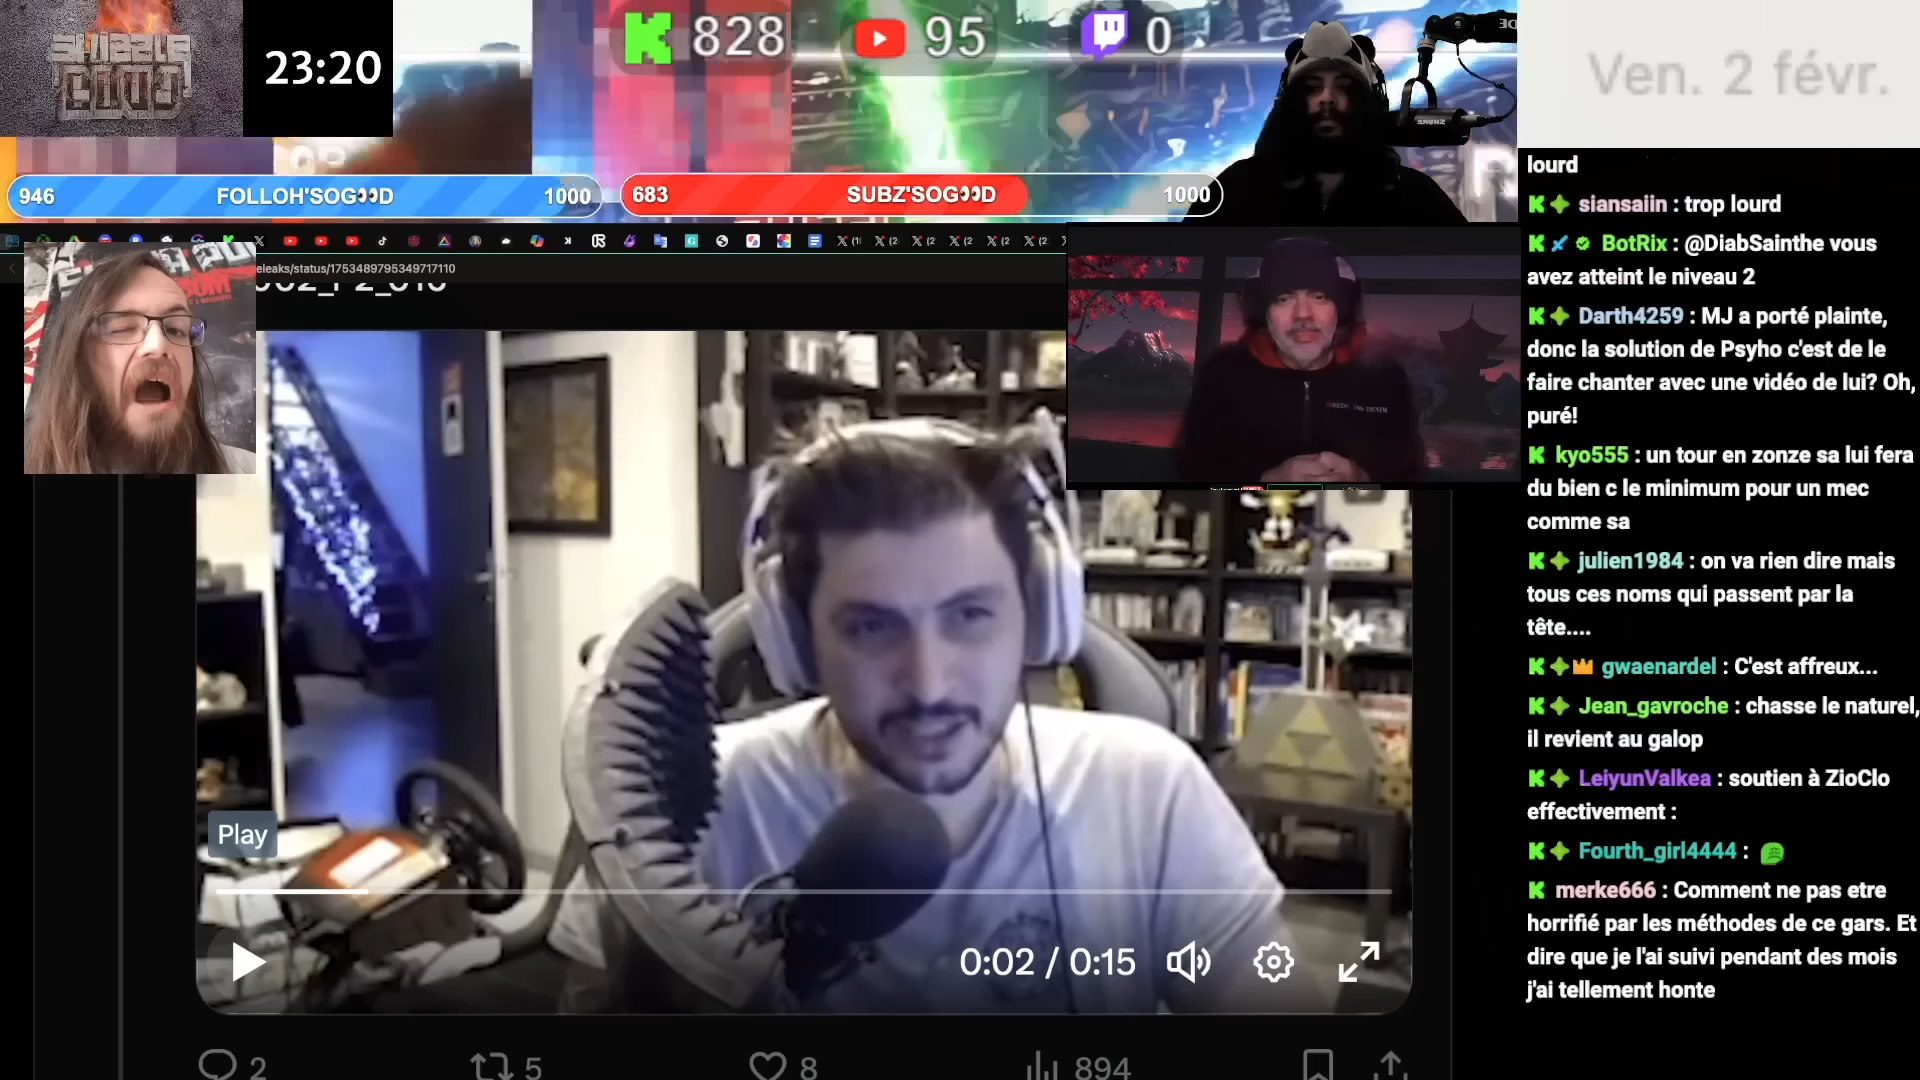 SHIZZLE
23:20
828
95
0
Ven. 2 févr.
946 FOLLOH'SOG👀D 1000
683 SUBZ'SOG👀D 1000
eleaks/status/1753489795349717110
Play
0:02 / 0:15
2
5
8
894
lourd
siansaiin : trop lourd
BotRix : @DiabSainthe vous
avez atteint le niveau 2
Darth4259 : MJ a porté plainte,
donc la solution de Psyho c'est de le
faire chanter avec une vidéo de lui? Oh,
puré!
kyo555 : un tour en zonze sa lui fera
du bien c le minimum pour un mec
comme sa
julien1984 : on va rien dire mais
tous ces noms qui passent par la
tête....
gwaenardel : C'est affreux...
Jean_gavroche : chasse le naturel,
il revient au galop
LeiyunValkea : soutien à ZioClo
effectivement :
Fourth_girl4444 :
merke666 : Comment ne pas etre
horrifié par les méthodes de ce gars. Et
dire que je l'ai suivi pendant des mois
j'ai tellement honte